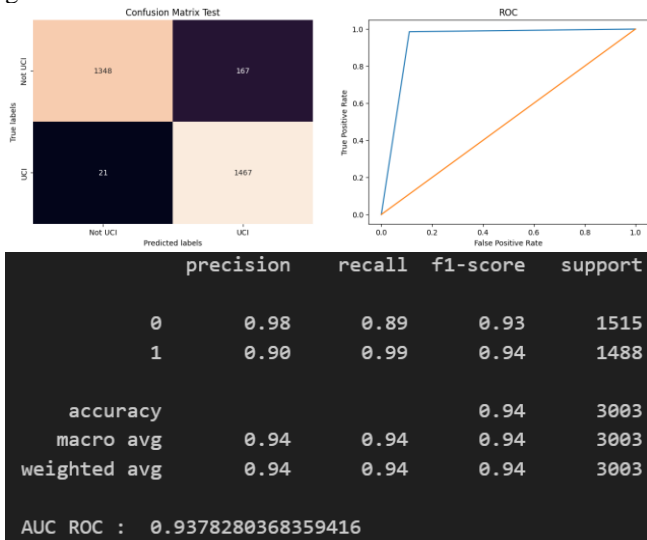 Confusion Matrix Test
Not UCI
1348
167
True labels
UCI
21
1467
Not UCI
UCI
Predicted labels
ROC
1.0
0.8
0.6
0.4
0.2
0.0
True Positive Rate
0.0
0.2
0.4
0.6
0.8
1.0
False Positive Rate
precision recall f1-score support
0 0.98 0.89 0.93 1515
1 0.90 0.99 0.94 1488
accuracy 0.94 3003
macro avg 0.94 0.94 0.94 3003
weighted avg 0.94 0.94 0.94 3003
AUC ROC : 0.9378280368359416